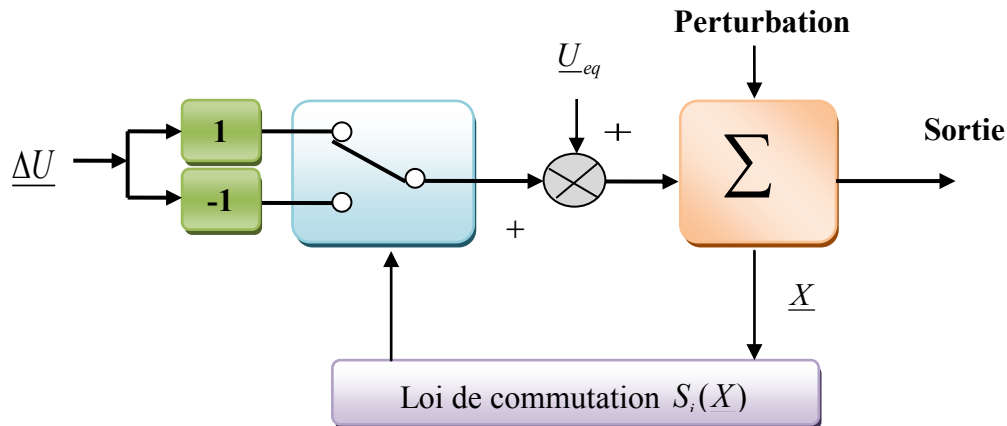 Perturbation
U_eq
1
+
Sortie
ΔU
Σ
-1
+
X
Loi de commutation S_i(X)